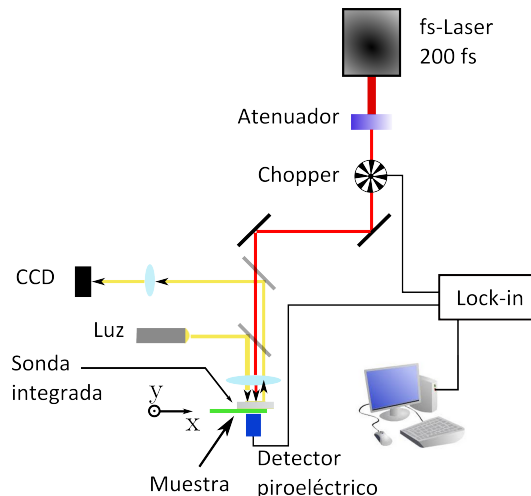 fs-Laser
200 fs
Atenuador
Chopper
CCD
Lock-in
Luz
Sonda
integrada
y
x
Muestra
Detector
piroeléctrico